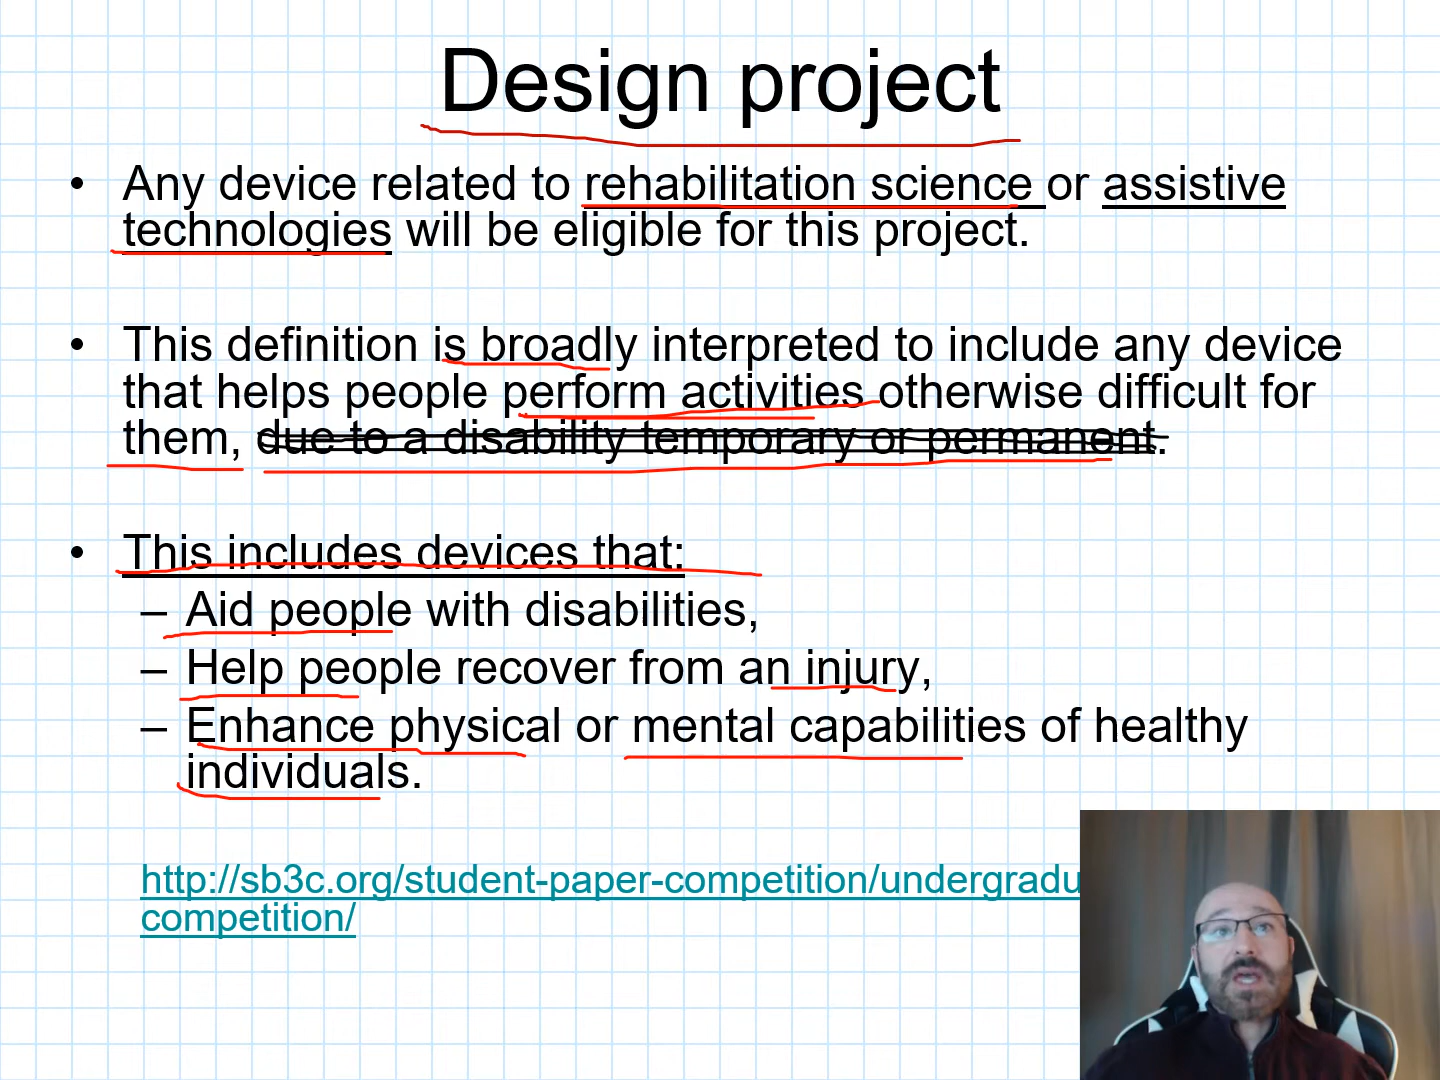 Design project
• Any device related to rehabilitation science or assistive
technologies will be eligible for this project.
• This definition is broadly interpreted to include any device
that helps people perform activities otherwise difficult for
them, due to a disability temporary or permanent.
• This includes devices that:
– Aid people with disabilities,
– Help people recover from an injury,
– Enhance physical or mental capabilities of healthy
individuals.
http://sb3c.org/student-paper-competition/undergradu
competition/